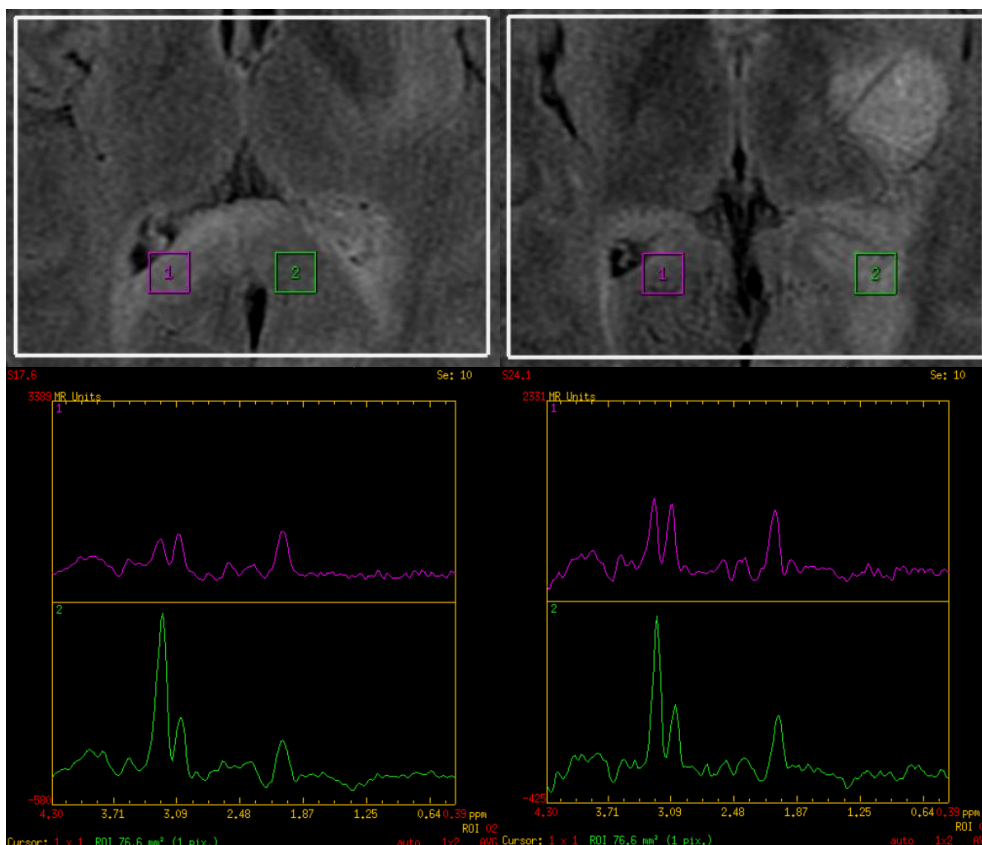 1
2
1
2
S17.6 Se: 10
S24.1 Se: 10
3389 MR Units
2331 MR Units
1
1
2
2
-580
-425
4.30 3.71 3.09 2.48 1.87 1.25 0.64 0.39 ppm
4.30 3.71 3.09 2.48 1.87 1.25 0.64 0.39 ppm
ROI 02
ROI
Cursor: 1 x 1 ROI 76.6 mm² (1 pix.) auto 1x2 AVG
Cursor: 1 x 1 ROI 76.6 mm² (1 pix.) auto 1x2